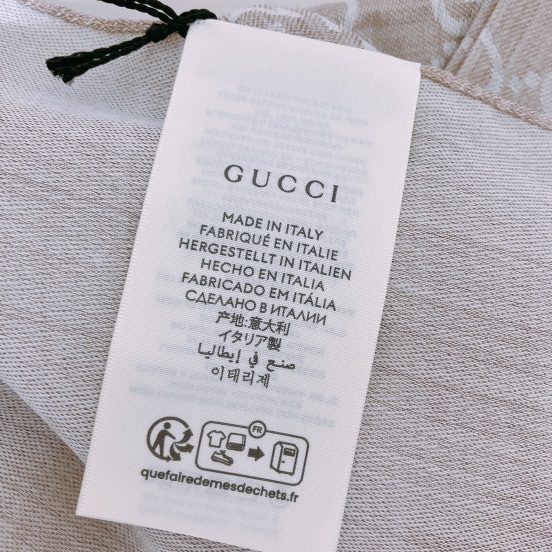 GUCCI
MADE IN ITALY
FABRIQUÉ EN ITALIE
HERGESTELLT IN ITALIEN
HECHO EN ITALIA
FABRICADO EM ITÁLIA
СДЕЛАНО В ИТАЛИИ
产地:意大利
イタリア製
صنع في إيطاليا
이태리제
FR
quefairedemesdechets.fr